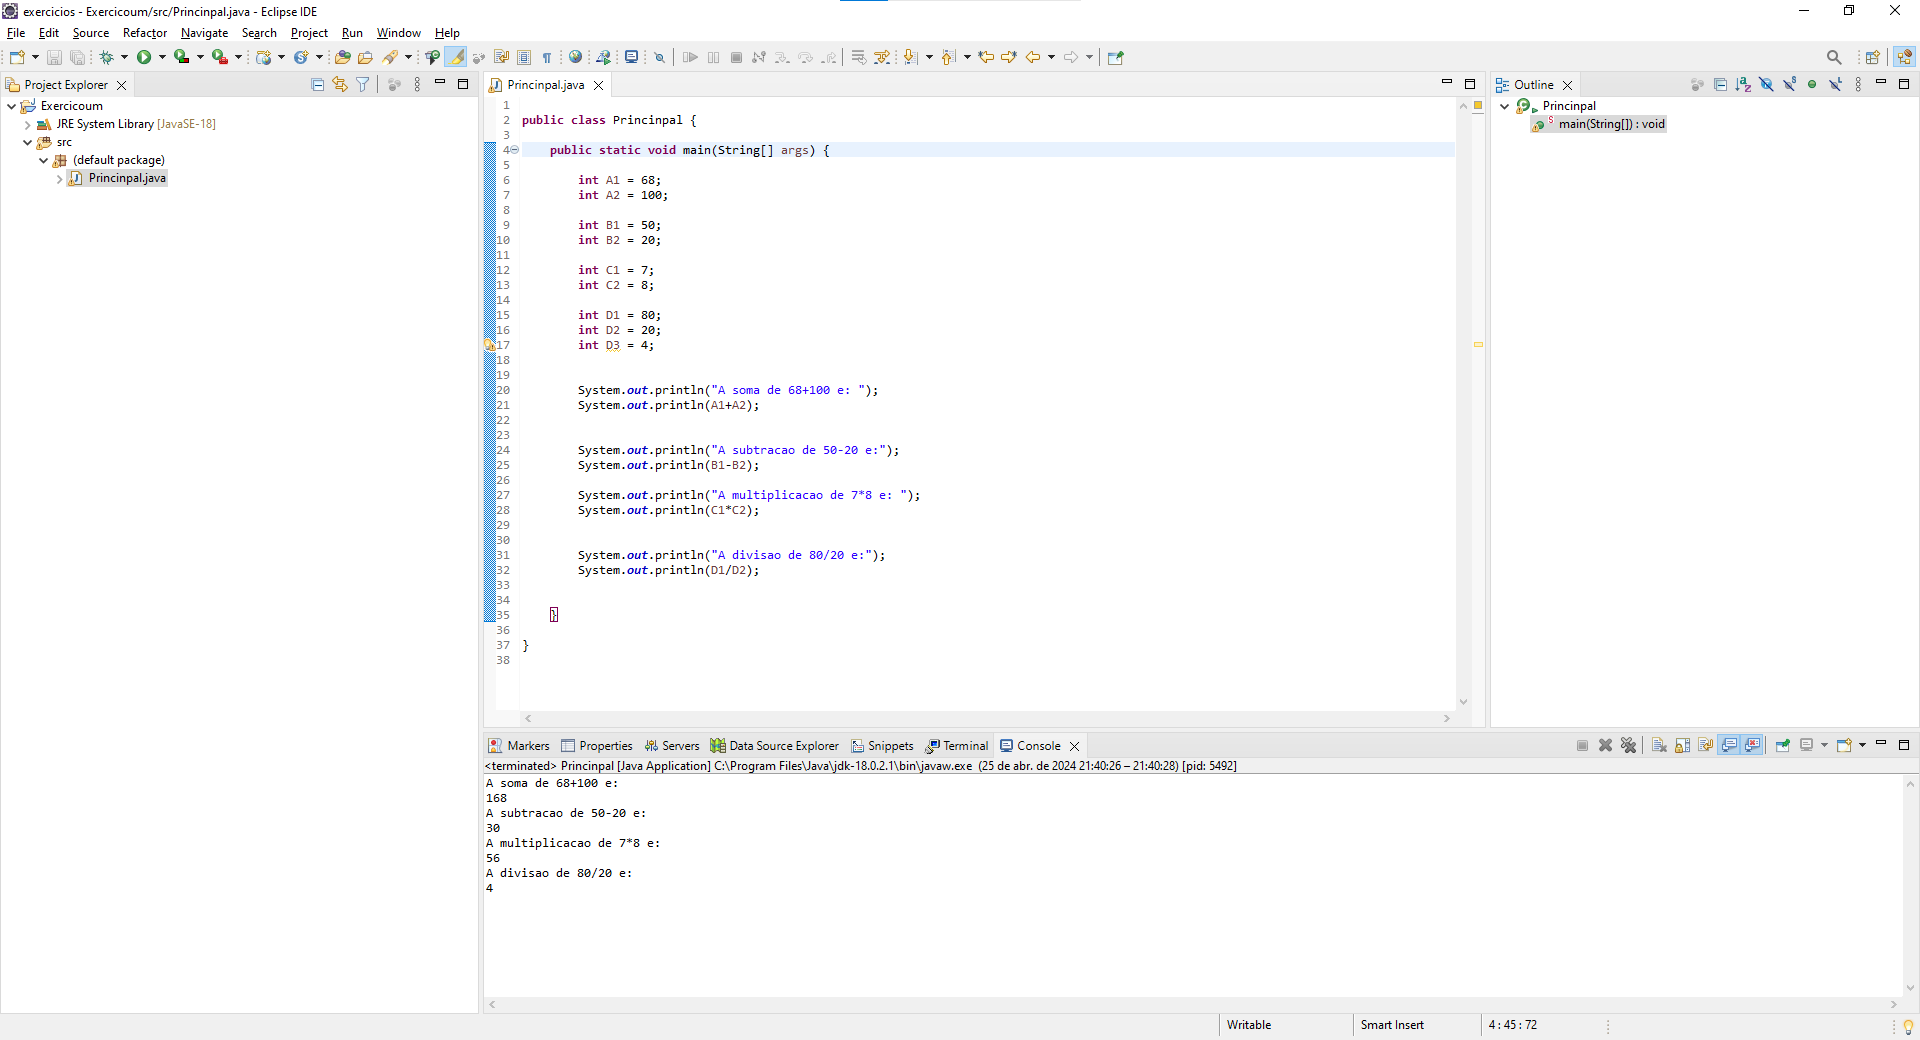 exercicios - Exercicoum/src/Princinpal.java - Eclipse IDE
File Edit Source Refactor Navigate Search Project Run Window Help
Project Explorer
Exercicoum
JRE System Library [JavaSE-18]
src
(default package)
Princinpal.java
Princinpal.java
1
2 public class Princinpal {
3
4 public static void main(String[] args) {
5
6 int A1 = 68;
7 int A2 = 100;
8
9 int B1 = 50;
10 int B2 = 20;
11
12 int C1 = 7;
13 int C2 = 8;
14
15 int D1 = 80;
16 int D2 = 20;
17 int D3 = 4;
18
19
20 System.out.println("A soma de 68+100 e: ");
21 System.out.println(A1+A2);
22
23
24 System.out.println("A subtracao de 50-20 e:");
25 System.out.println(B1-B2);
26
27 System.out.println("A multiplicacao de 7*8 e: ");
28 System.out.println(C1*C2);
29
30
31 System.out.println("A divisao de 80/20 e:");
32 System.out.println(D1/D2);
33
34
35 }
36
37 }
38
Outline
Princinpal
main(String[]) : void
Markers Properties Servers Data Source Explorer Snippets Terminal Console
<terminated> Princinpal [Java Application] C:\Program Files\Java\jdk-18.0.2.1\bin\javaw.exe (25 de abr. de 2024 21:40:26 – 21:40:28) [pid: 5492]
A soma de 68+100 e:
168
A subtracao de 50-20 e:
30
A multiplicacao de 7*8 e:
56
A divisao de 80/20 e:
4
Writable Smart Insert 4 : 45 : 72